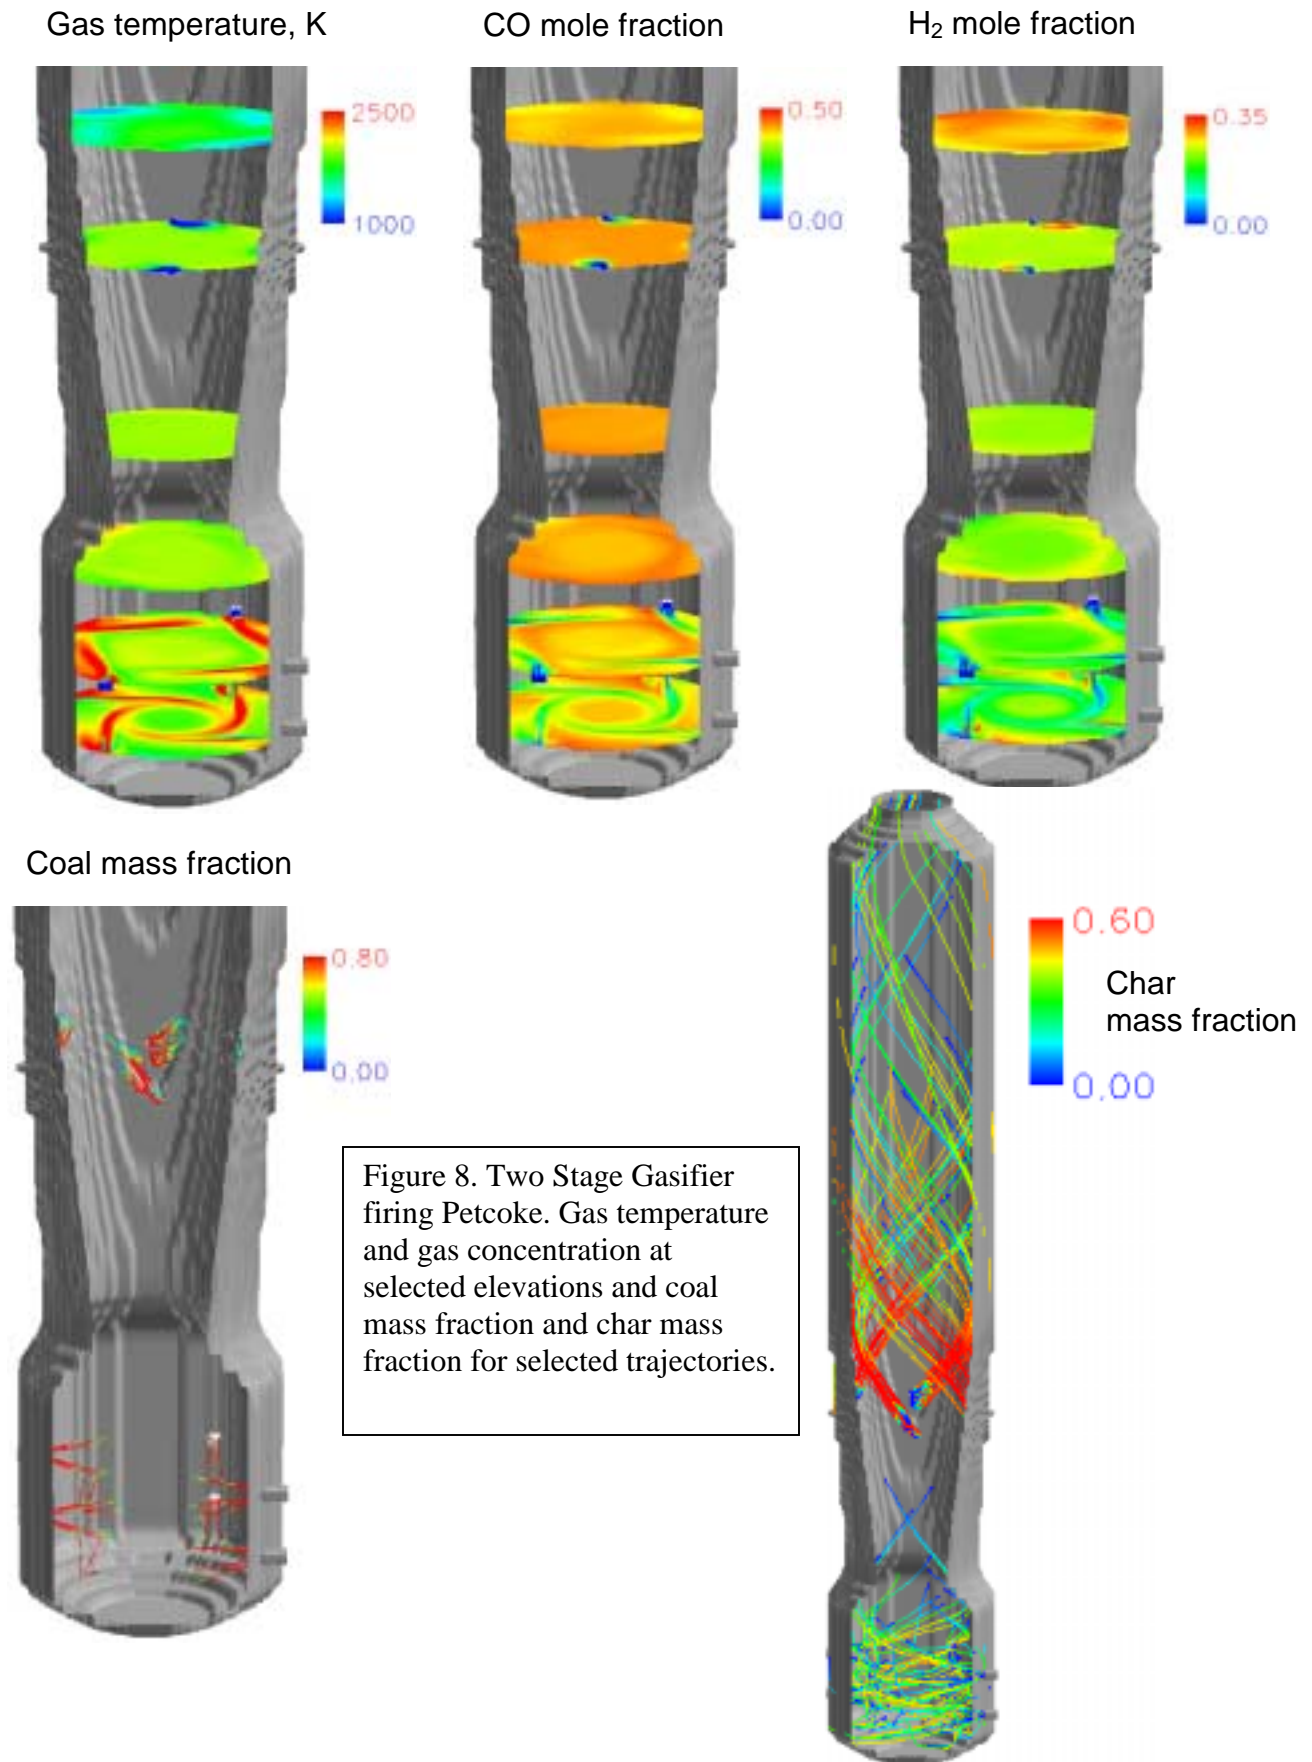 Gas temperature, K
CO mole fraction
H₂ mole fraction
2500
1000
0.50
0.00
0.35
0.00
Coal mass fraction
0.80
0.00
0.60
Char
mass fraction
0.00
Figure 8. Two Stage Gasifier
firing Petcoke. Gas temperature
and gas concentration at
selected elevations and coal
mass fraction and char mass
fraction for selected trajectories.